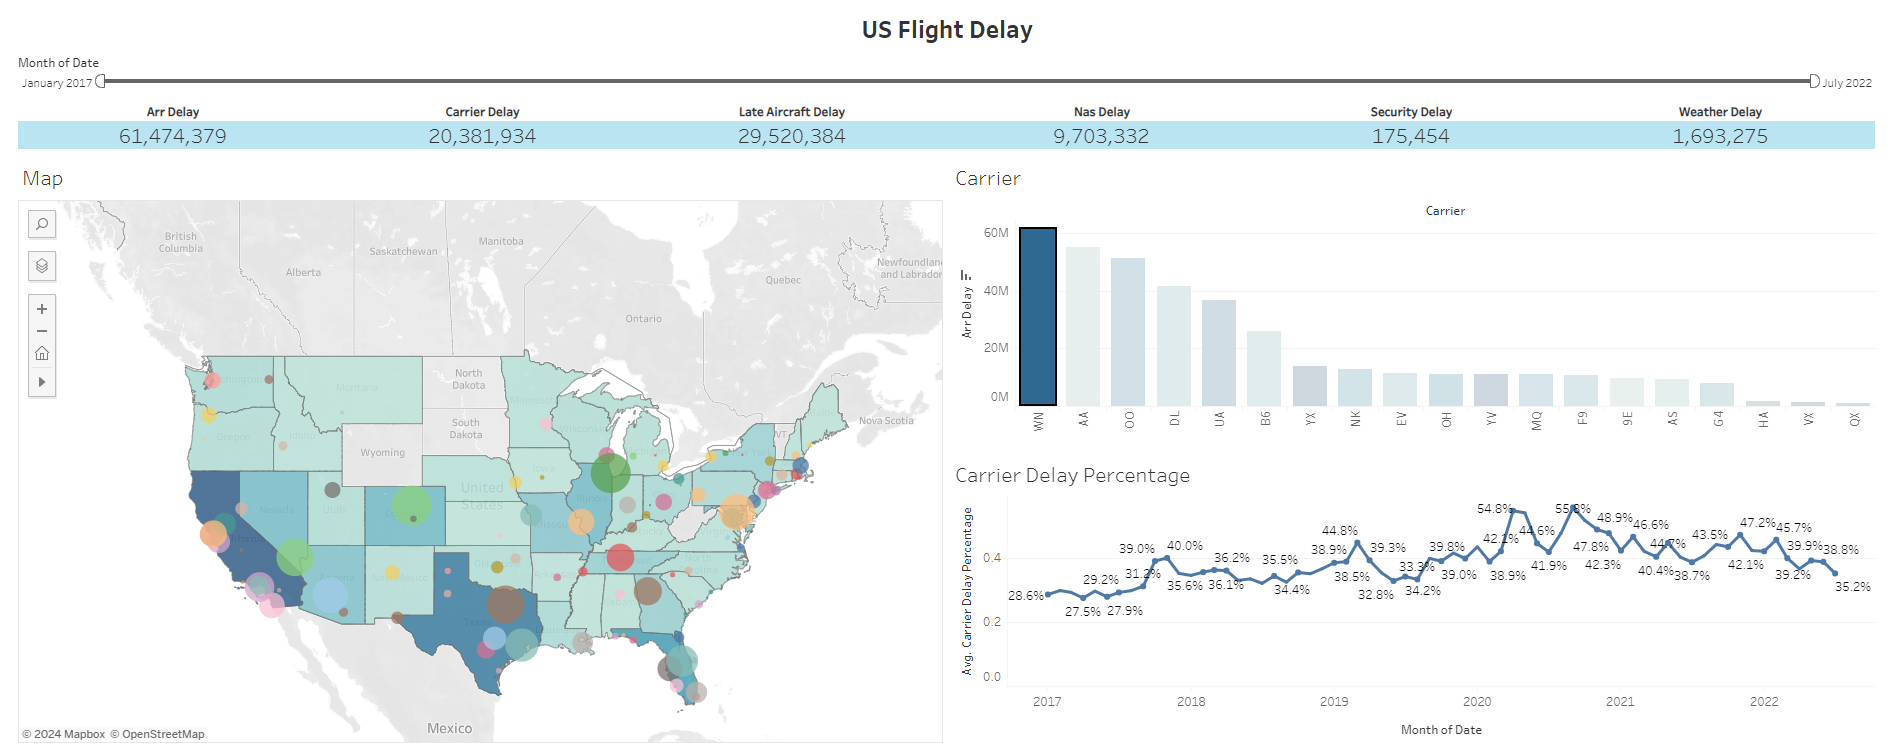 US Flight Delay
Month of Date
January 2017
July 2022
Arr Delay
Carrier Delay
Late Aircraft Delay
Nas Delay
Security Delay
Weather Delay
61,474,379
20,381,934
29,520,384
9,703,332
175,454
1,693,275
Map
British
Columbia
Alberta
Saskatchewan
Manitoba
Ontario
Quebec
Newfoundland
and Labrador
Nova Scotia
North
Dakota
South
Dakota
Wyoming
Montana
Oregon
Idaho
Nevada
Utah
Arizona
New Mexico
Texas
United
States
Iowa
Wisconsin
Illinois
New York
VT
Maine
North
Carolina
Mexico
© 2024 Mapbox © OpenStreetMap
Carrier
Carrier
Arr Delay
60M
40M
20M
0M
WN
AA
OO
DL
UA
B6
YX
NK
EV
OH
YV
MQ
F9
9E
AS
G4
HA
VX
QX
Carrier Delay Percentage
Avg. Carrier Delay Percentage
0.4
0.2
0.0
28.6%
27.5%
29.2%
27.9%
31.2%
39.0%
40.0%
35.6%
36.2%
36.1%
35.5%
34.4%
38.9%
44.8%
38.5%
39.3%
32.8%
33.3%
34.2%
39.8%
39.0%
42.1%
38.9%
54.8%
44.6%
41.9%
55.8%
47.8%
48.9%
42.3%
46.6%
40.4%
44.7%
38.7%
43.5%
47.2%
42.1%
45.7%
39.2%
39.9%
38.8%
35.2%
2017
2018
2019
2020
2021
2022
Month of Date